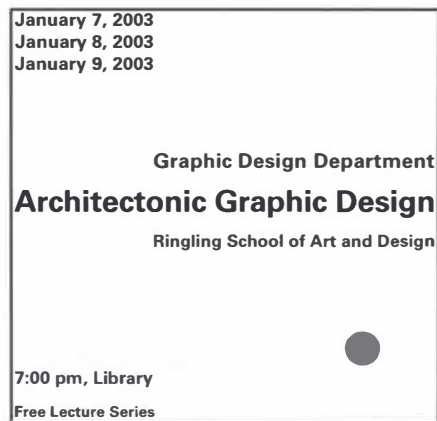 January 7, 2003
January 8, 2003
January 9, 2003
Graphic Design Department
Architectonic Graphic Design
Ringling School of Art and Design
7:00 pm, Library
Free Lecture Series